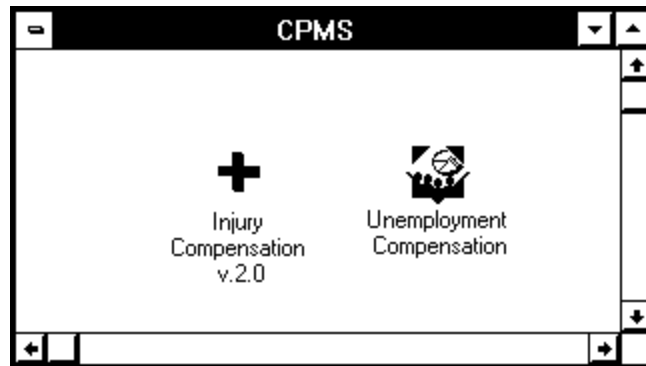 CPMS
Injury
Compensation
v.2.0
Unemployment
Compensation